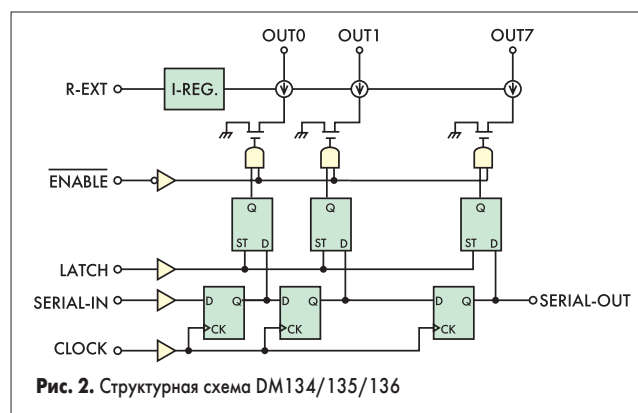 OUT0 OUT1 OUT7
R-EXT I-REG.
ENABLE
Q Q Q
ST D ST D ST D
LATCH
SERIAL-IN D Q D Q D Q SERIAL-OUT
CK CK CK
CLOCK
Рис. 2. Структурная схема DM134/135/136